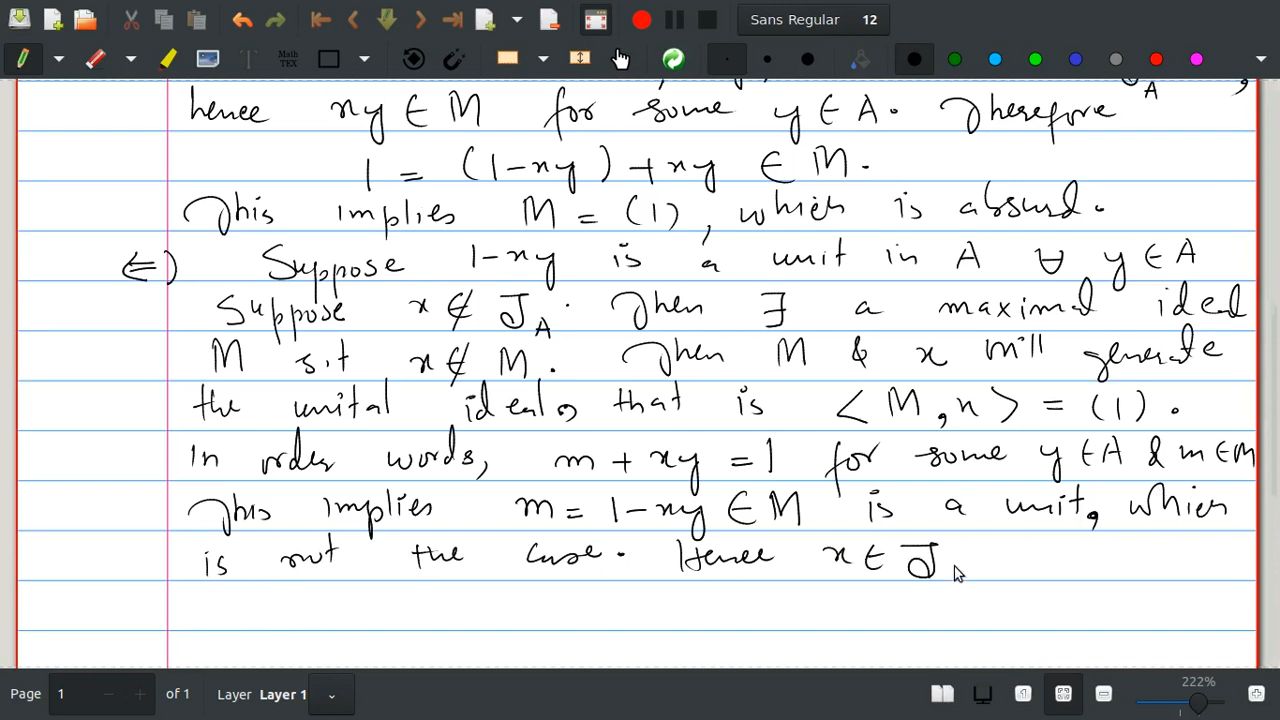 Sans Regular 12
Math TEX
A ,
hence xy ∈ M for some y ∈ A. Therefore
1 = (1-xy) + xy ∈ M.
This implies M = (1), which is absurd.
⇐) Suppose 1-xy is a unit in A ∀ y ∈ A
Suppose x ∉ J_A. Then ∃ a maximal ideal
M s.t x ∉ M. Then M & x will generate
the unital ideal, that is <M, x> = (1).
In order words, m + xy = 1 for some y ∈ A & m ∈ M
This implies m = 1-xy ∈ M is a unit, which
is not the case. Hence x ∈ J
Page 1 of 1 Layer Layer 1 222%